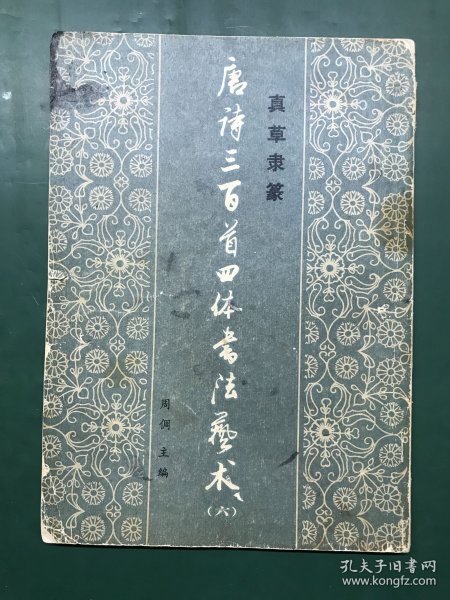 真草隶篆
唐诗三百首四体书法艺术
(六)
周倜 主编
孔夫子旧书网
www.kongfz.com